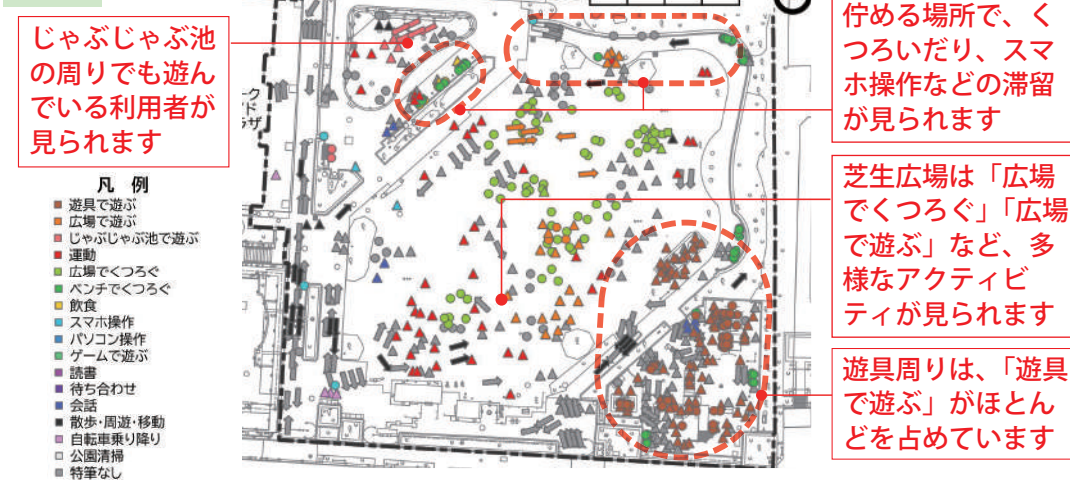 じゃぶじゃぶ池
の周りでも遊ん
でいる利用者が
見られます
凡 例
遊具で遊ぶ
広場で遊ぶ
じゃぶじゃぶ池で遊ぶ
運動
広場でくつろぐ
ベンチでくつろぐ
飲食
スマホ操作
パソコン操作
ゲームで遊ぶ
読書
待ち合わせ
会話
散歩・周遊・移動
自転車乗り降り
公園清掃
特筆なし
佇める場所で、く
つろいだり、スマ
ホ操作などの滞留
が見られます
芝生広場は「広場
でくつろぐ」「広場
で遊ぶ」など、多
様なアクティビ
ティが見られます
遊具周りは、「遊具
で遊ぶ」がほとん
どを占めています